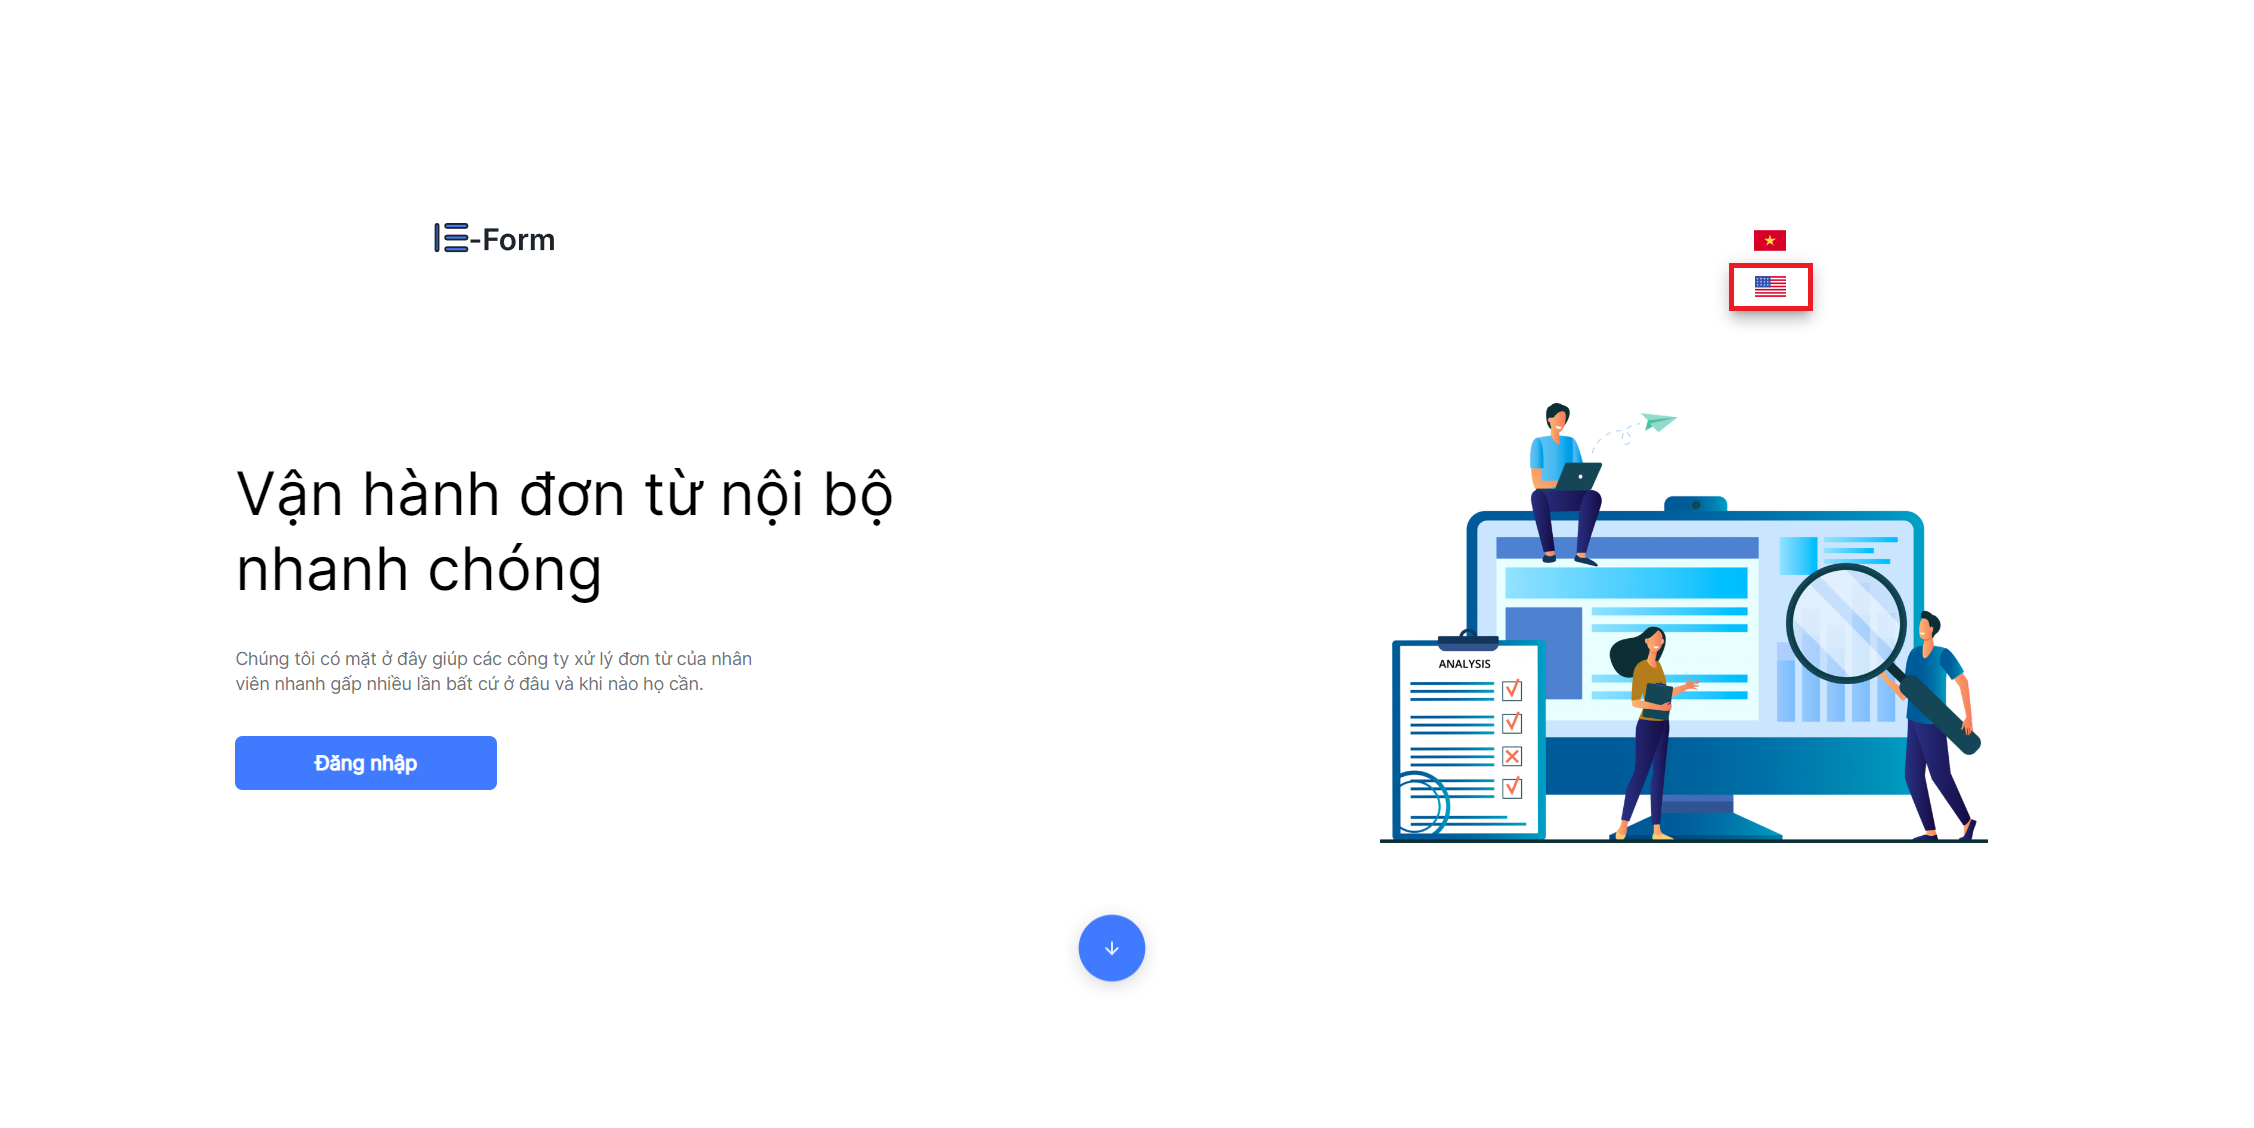 E-Form
Vận hành đơn từ nội bộ
nhanh chóng
Chúng tôi có mặt ở đây giúp các công ty xử lý đơn từ của nhân
viên nhanh gấp nhiều lần bất cứ ở đâu và khi nào họ cần.
Đăng nhập
ANALYSIS